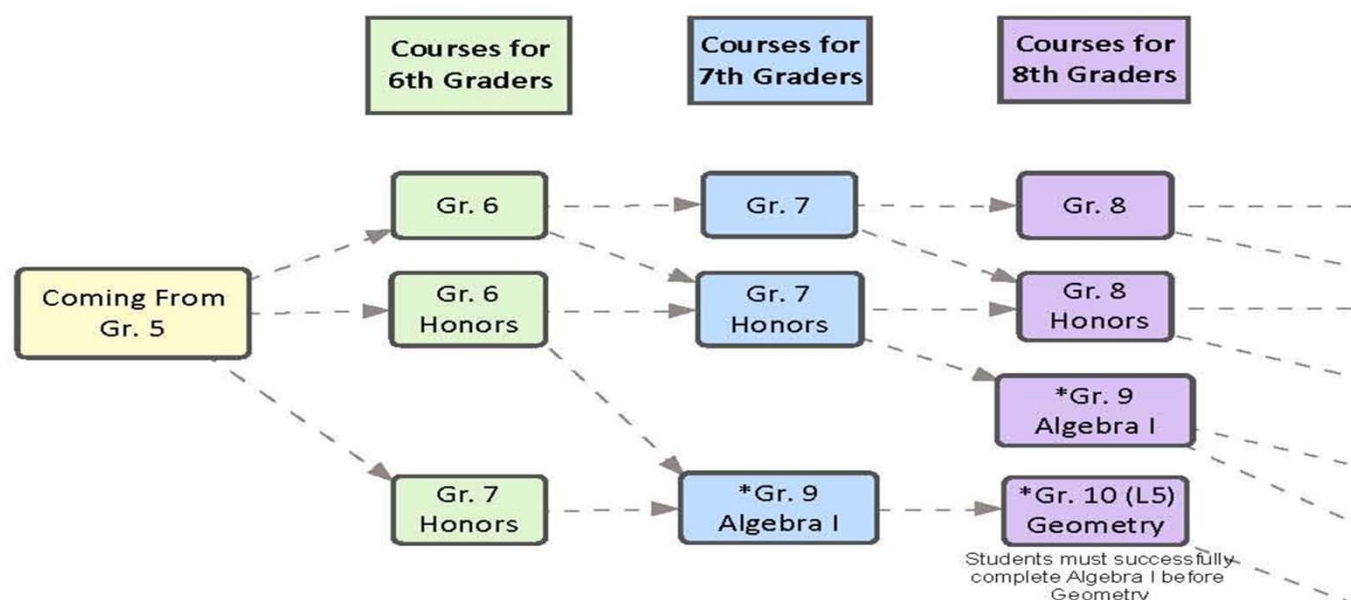 Courses for
6th Graders
Courses for
7th Graders
Courses for
8th Graders
Gr. 6
Gr. 7
Gr. 8
Coming From
Gr. 5
Gr. 6
Honors
Gr. 7
Honors
Gr. 8
Honors
*Gr. 9
Algebra I
Gr. 7
Honors
*Gr. 9
Algebra I
*Gr. 10 (L5)
Geometry
Students must successfully
complete Algebra I before
Geometry